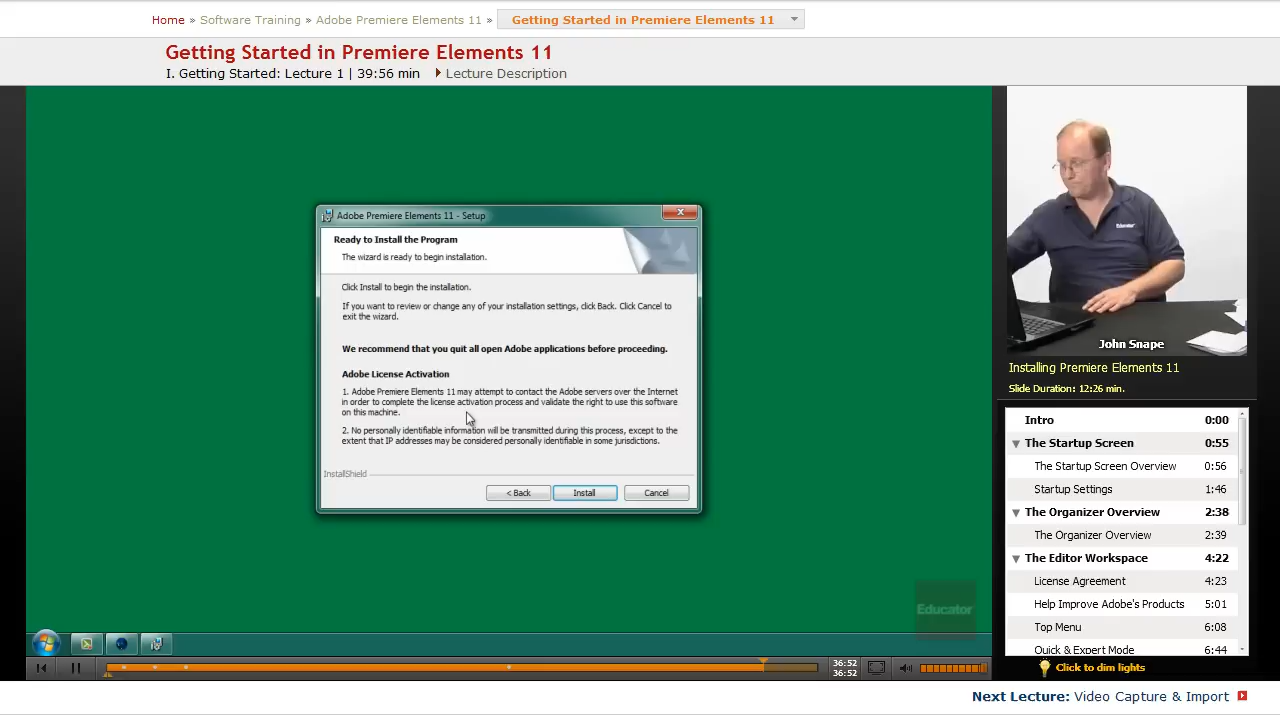 Home » Software Training » Adobe Premiere Elements 11 » Getting Started in Premiere Elements 11
Getting Started in Premiere Elements 11
I. Getting Started: Lecture 1 | 39:56 min Lecture Description
Adobe Premiere Elements 11 - Setup
Ready to Install the Program
The wizard is ready to begin installation.
Click Install to begin the installation.
If you want to review or change any of your installation settings, click Back. Click Cancel to
exit the wizard.
We recommend that you quit all open Adobe applications before proceeding.
Adobe License Activation
1. Adobe Premiere Elements 11 may attempt to contact the Adobe servers over the Internet
in order to complete the license activation process and validate the right to use this software
on this machine.
2. No personally identifiable information will be transmitted during this process, except to the
extent that IP addresses may be considered personally identifiable in some jurisdictions.
InstallShield
< Back Install Cancel
Educator
36:52
36:52
Educator
John Snape
Installing Premiere Elements 11
Slide Duration: 12:26 min.
Intro 0:00
The Startup Screen 0:55
The Startup Screen Overview 0:56
Startup Settings 1:46
The Organizer Overview 2:38
The Organizer Overview 2:39
The Editor Workspace 4:22
License Agreement 4:23
Help Improve Adobe's Products 5:01
Top Menu 6:08
Quick & Expert Mode 6:44
Click to dim lights
Next Lecture: Video Capture & Import